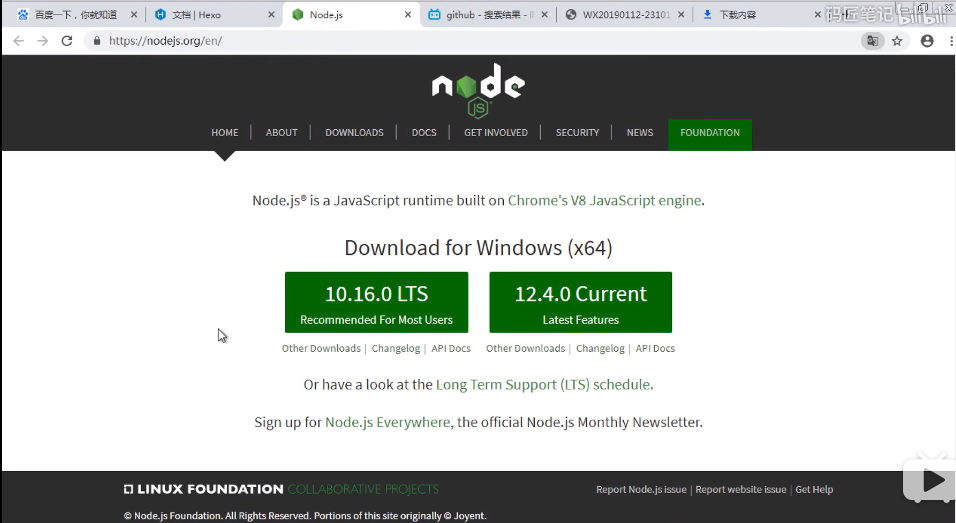 百度一下，你就知道
文档 | Hexo
Node.js
github - 搜索结果 -
WX20190112-23101
下载内容
码匠笔记 bilibili
https://nodejs.org/en/
node
JS
HOME
ABOUT
DOWNLOADS
DOCS
GET INVOLVED
SECURITY
NEWS
FOUNDATION
Node.js® is a JavaScript runtime built on Chrome's V8 JavaScript engine.
Download for Windows (x64)
10.16.0 LTS
Recommended For Most Users
12.4.0 Current
Latest Features
Other Downloads | Changelog | API Docs
Other Downloads | Changelog | API Docs
Or have a look at the Long Term Support (LTS) schedule.
Sign up for Node.js Everywhere, the official Node.js Monthly Newsletter.
LINUX FOUNDATION COLLABORATIVE PROJECTS
Report Node.js issue | Report website issue | Get Help
© Node.js Foundation. All Rights Reserved. Portions of this site originally © Joyent.